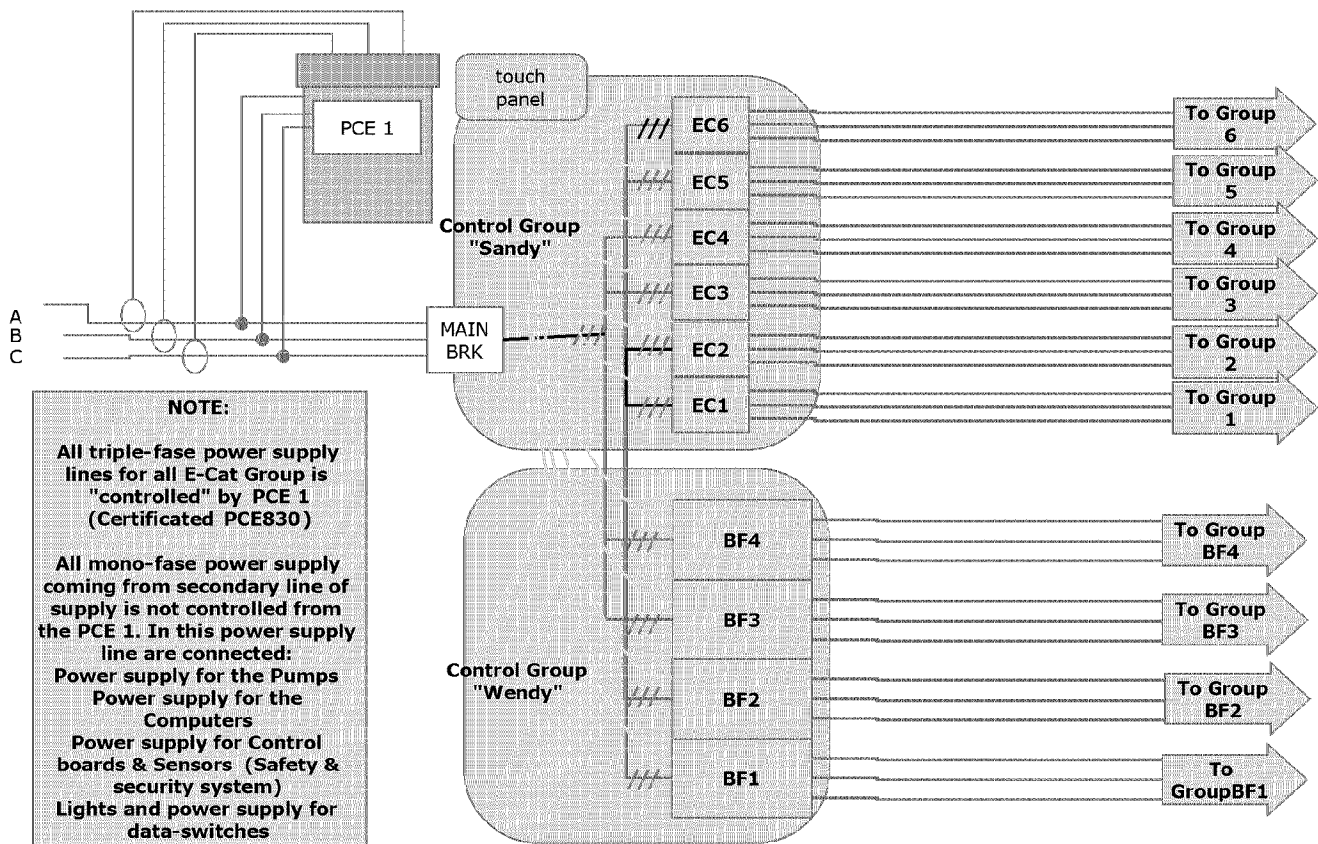 touch
panel
PCE 1
EC6
EC5
EC4
EC3
EC2
EC1
To Group
6
To Group
5
To Group
4
To Group
3
To Group
2
To Group
1
Control Group
"Sandy"
A
B
C
MAIN
BRK
NOTE:
All triple-fase power supply
lines for all E-Cat Group is
"controlled" by PCE 1
(Certificated PCE830)
All mono-fase power supply
coming from secondary line of
supply is not controlled from
the PCE 1. In this power supply
line are connected:
Power supply for the Pumps
Power supply for the
Computers
Power supply for Control
boards & Sensors (Safety &
security system)
Lights and power supply for
data-switches
Control Group
"Wendy"
BF4
BF3
BF2
BF1
To Group
BF4
To Group
BF3
To Group
BF2
To
GroupBF1